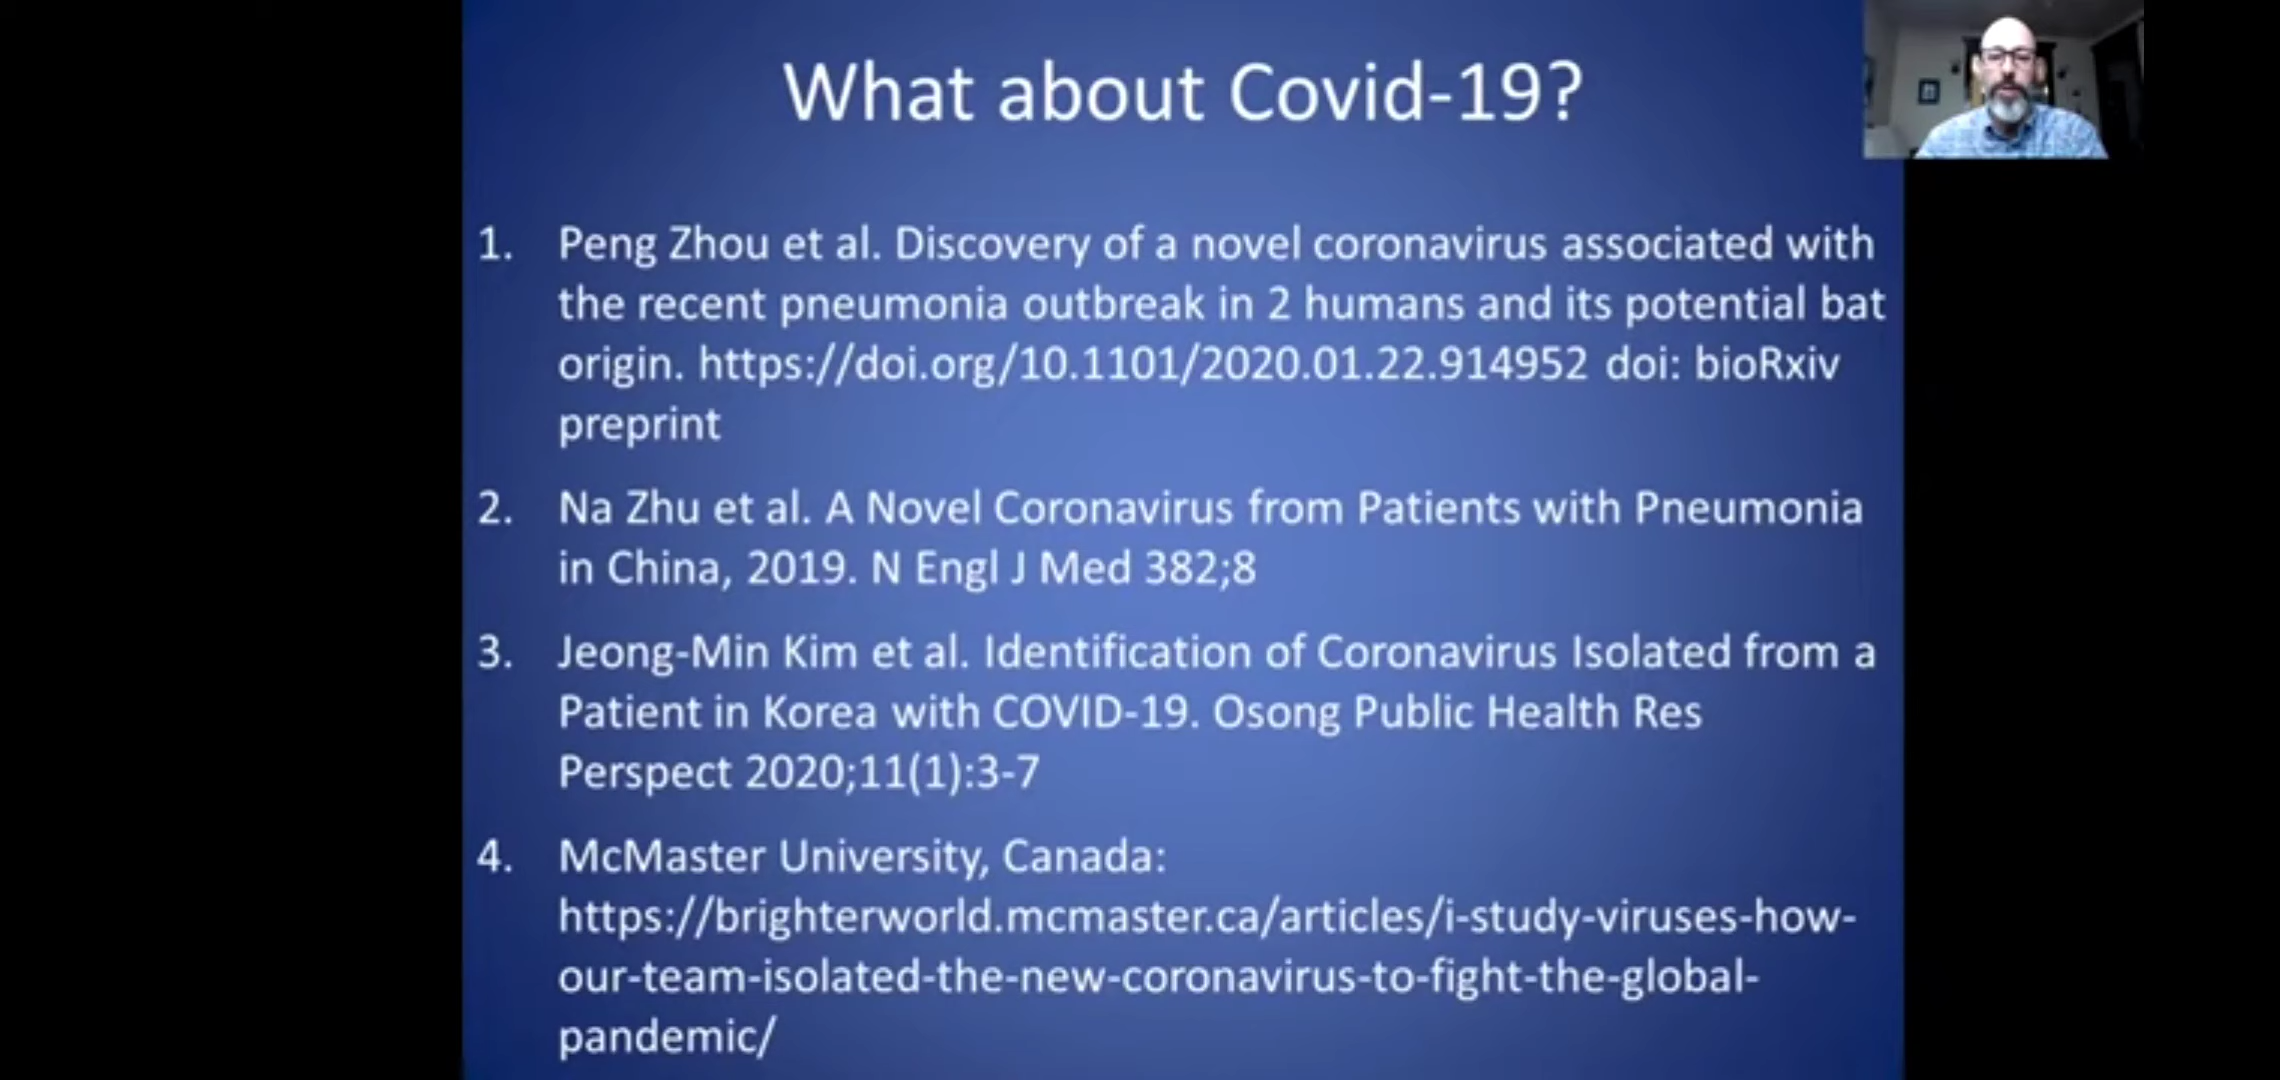 What about Covid-19?
1. Peng Zhou et al. Discovery of a novel coronavirus associated with
the recent pneumonia outbreak in 2 humans and its potential bat
origin. https://doi.org/10.1101/2020.01.22.914952 doi: bioRxiv
preprint
2. Na Zhu et al. A Novel Coronavirus from Patients with Pneumonia
in China, 2019. N Engl J Med 382;8
3. Jeong-Min Kim et al. Identification of Coronavirus Isolated from a
Patient in Korea with COVID-19. Osong Public Health Res
Perspect 2020;11(1):3-7
4. McMaster University, Canada:
https://brighterworld.mcmaster.ca/articles/i-study-viruses-how-
our-team-isolated-the-new-coronavirus-to-fight-the-global-
pandemic/